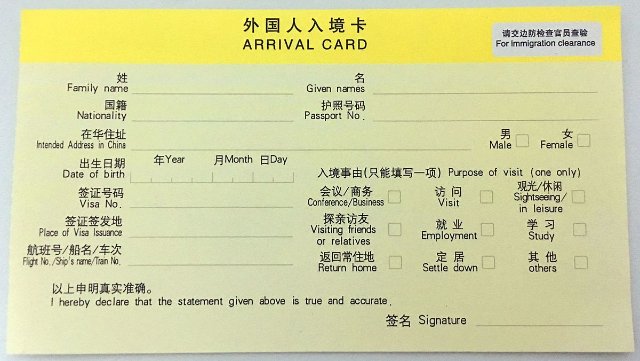 外国人入境卡
ARRIVAL CARD
请交边防检查官员查验
For Immigration clearance
姓 名
Family name Given names
国籍 护照号码
Nationality Passport No.
在华住址 男 女
Intended Address in China Male Female
出生日期 年Year 月Month 日Day
Date of birth
入境事由(只能填写一项) Purpose of visit (one only)
签证号码
Visa No.
会议/商务 访问 观光/休闲
Conference/Business Visit Sightseeing/
in leisure
签证签发地
Place of Visa Issuance
探亲访友 就业 学习
Visiting friends Employment Study
or relatives
航班号/船名/车次
Flight No./Ship's name/Train No.
返回常住地 定居 其他
Return home Settle down others
以上申明真实准确。
I hereby declare that the statement given above is true and accurate.
签名 Signature